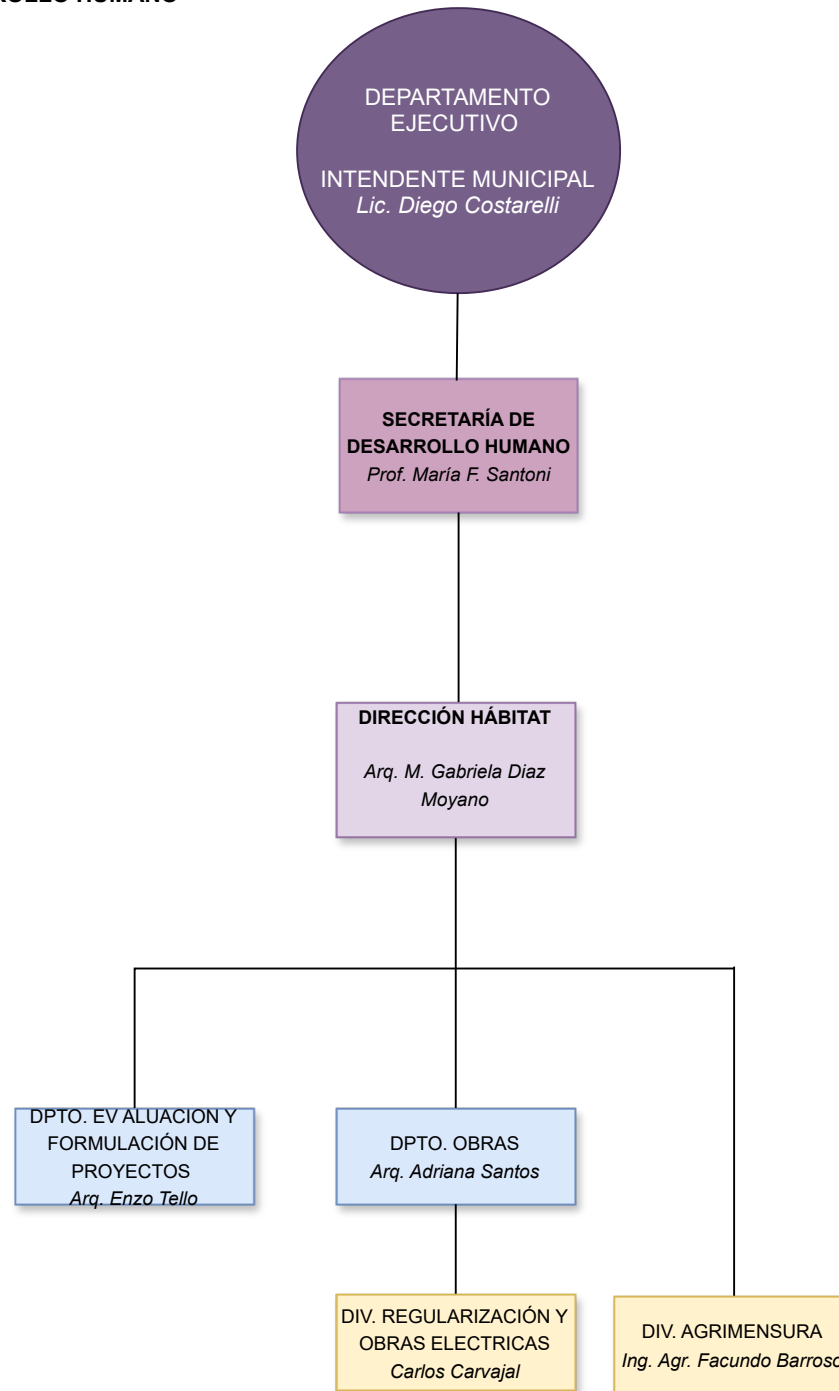 DEPARTAMENTO
EJECUTIVO
INTENDENTE MUNICIPAL
Lic. Diego Costarelli
SECRETARÍA DE
DESARROLLO HUMANO
Prof. María F. Santoni
DIRECCIÓN HÁBITAT
Arq. M. Gabriela Diaz
Moyano
DPTO. EV ALUACION Y
FORMULACIÓN DE
PROYECTOS
Arq. Enzo Tello
DPTO. OBRAS
Arq. Adriana Santos
DIV. REGULARIZACIÓN Y
OBRAS ELECTRICAS
Carlos Carvajal
DIV. AGRIMENSURA
Ing. Agr. Facundo Barroso